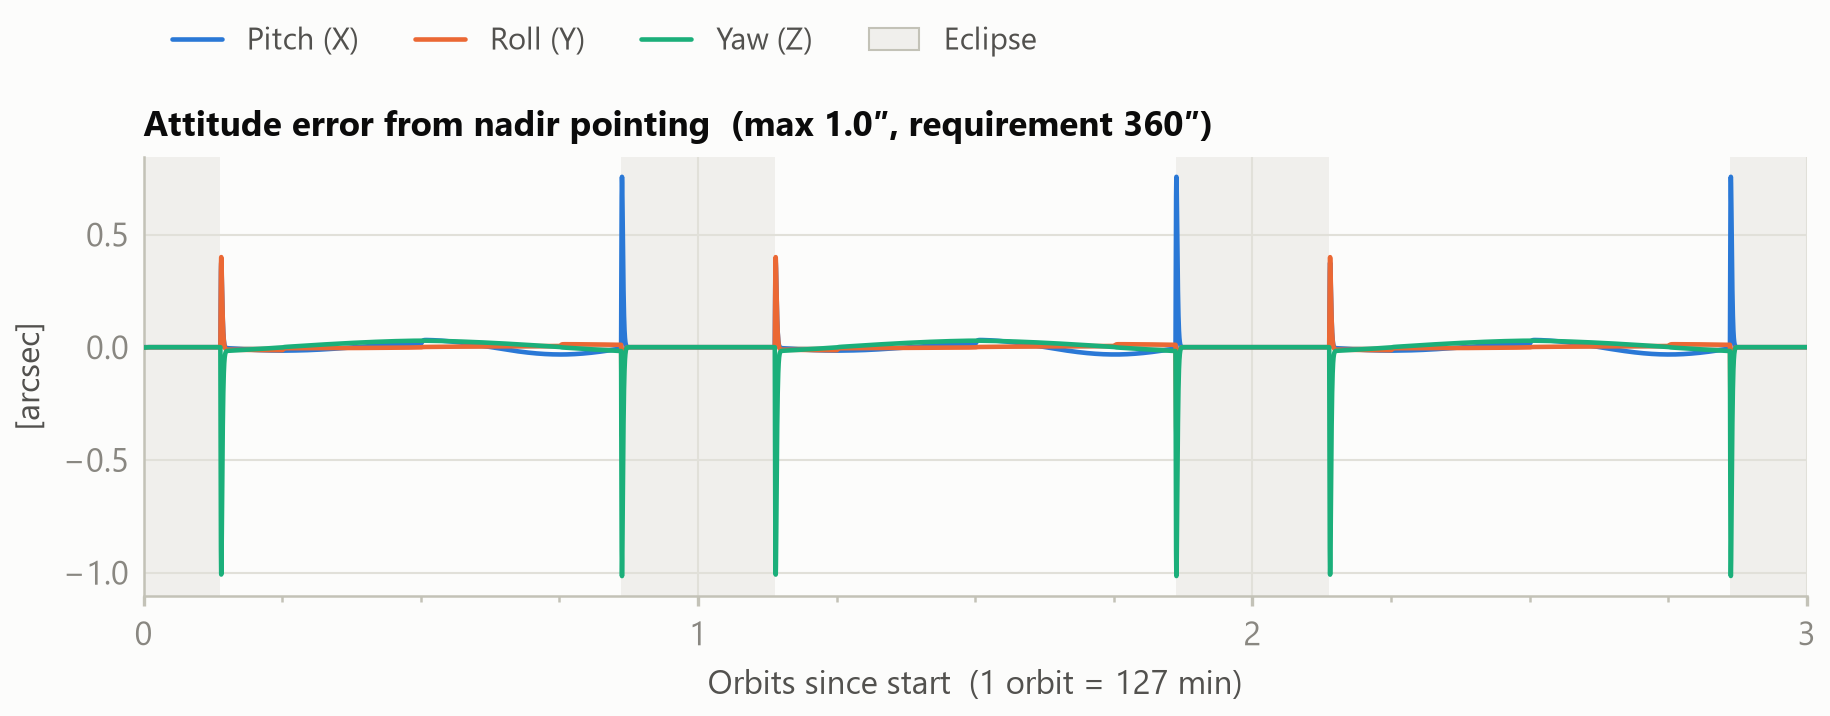 Pitch (X) Roll (Y) Yaw (Z) Eclipse
Attitude error from nadir pointing (max 1.0″, requirement 360″)
[arcsec]
0.5
0.0
−0.5
−1.0
0 1 2 3
Orbits since start (1 orbit = 127 min)